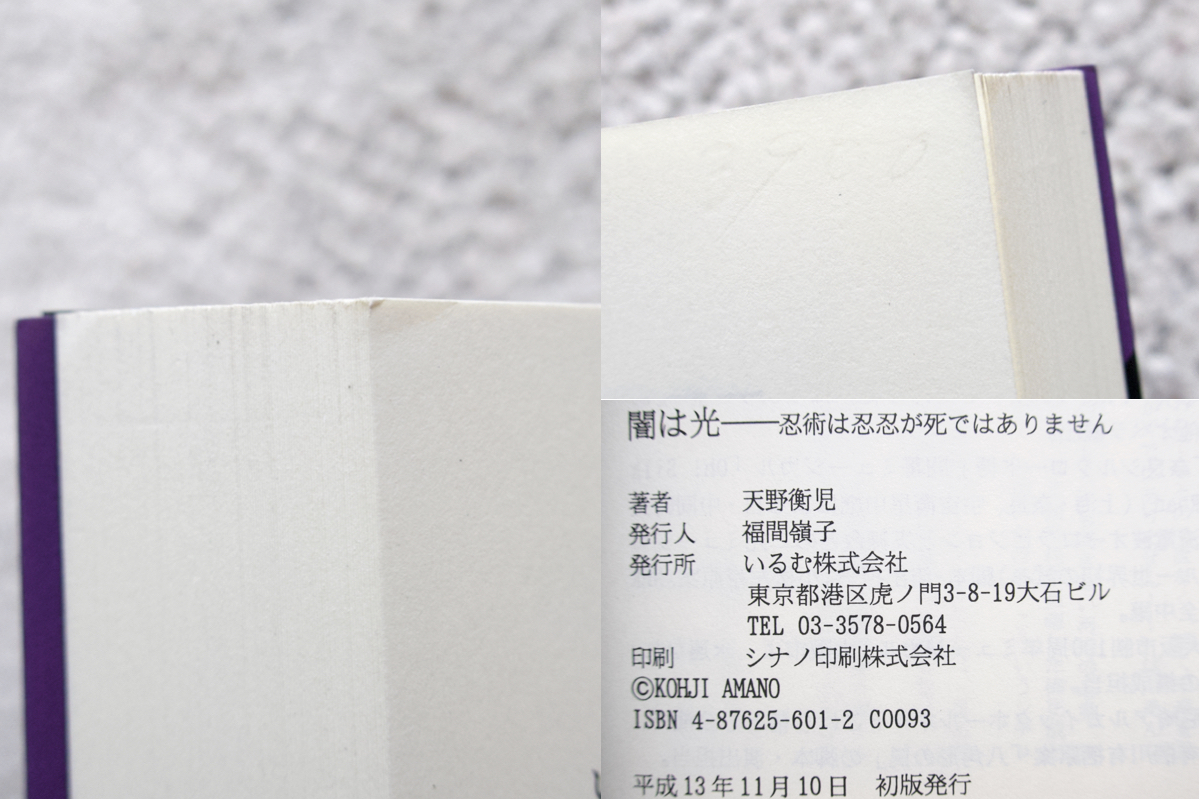 闇は光――忍術は忍忍が死ではありません
著者 天野衡児
発行人 福間嶺子
発行所 いるむ株式会社
東京都港区虎ノ門3-8-19大石ビル
TEL 03-3578-0564
印刷 シナノ印刷株式会社
©KOHJI AMANO
ISBN 4-87625-601-2 C0093
平成13年11月10日 初版発行